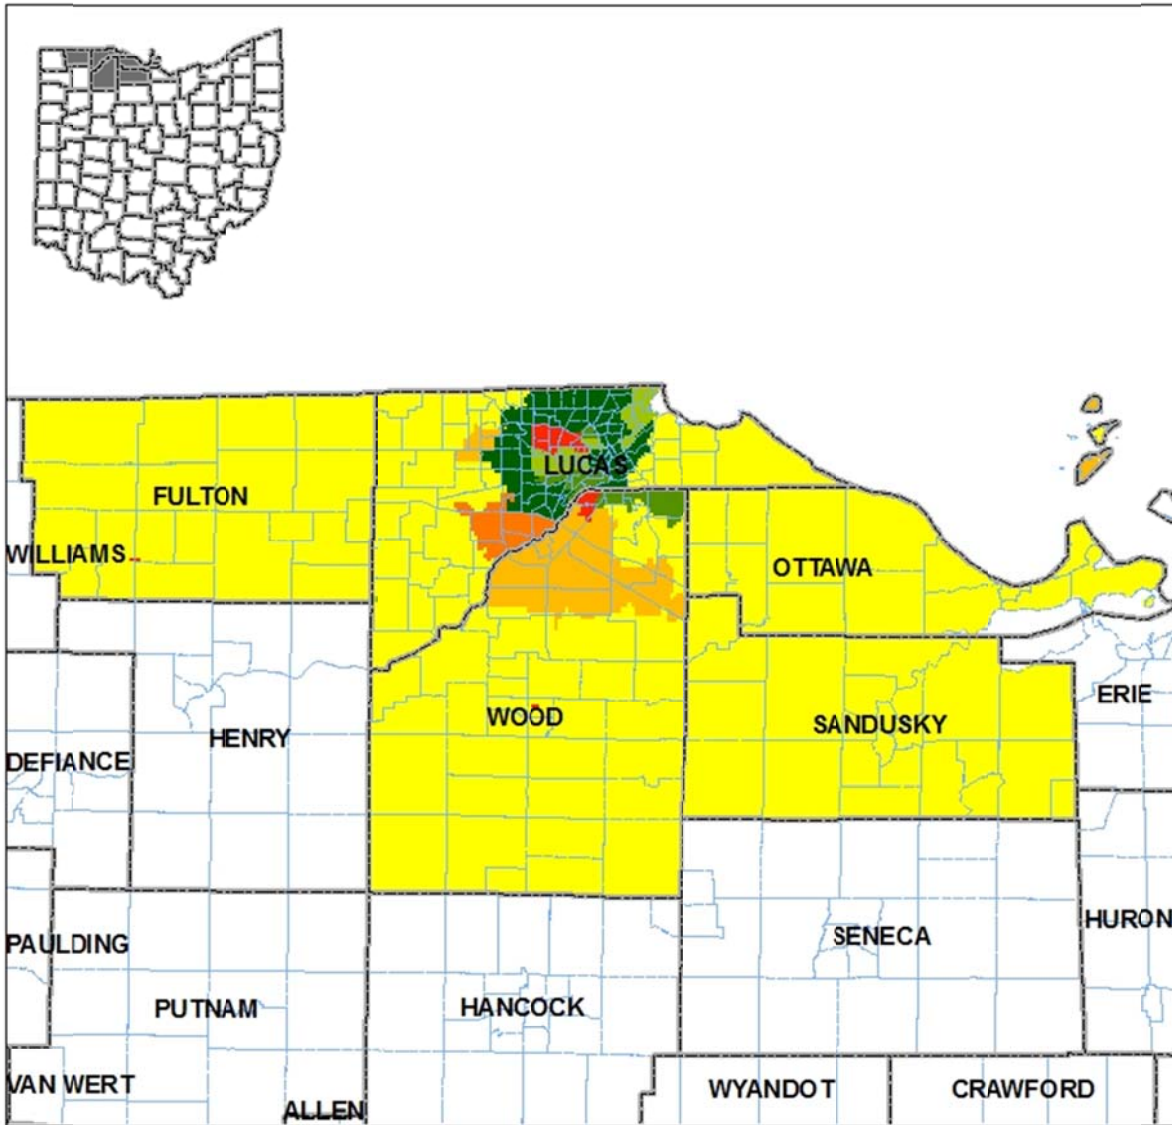 LUCAS
FULTON
WILLIAMS
OTTAWA
ERIE
WOOD
SANDUSKY
HENRY
DEFIANCE
HURON
SENECA
PAULDING
PUTNAM
HANCOCK
VAN WERT
WYANDOT
CRAWFORD
ALLEN